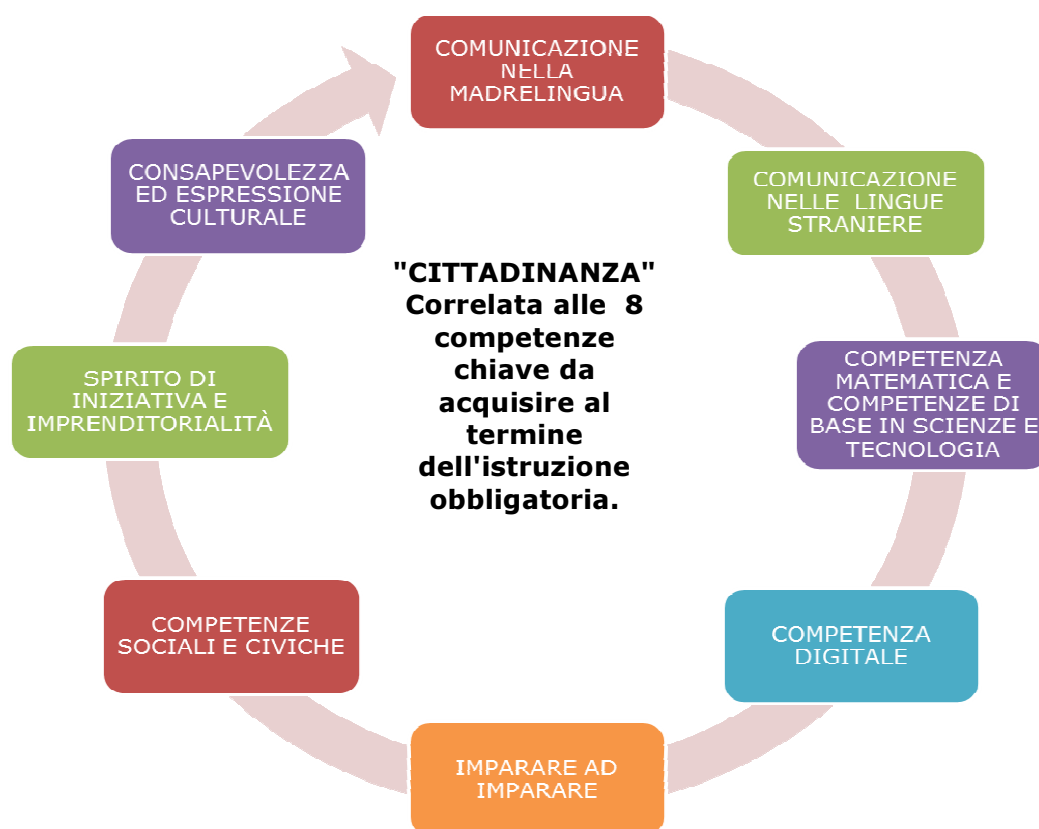 COMUNICAZIONE
NELLA
MADRELINGUA
COMUNICAZIONE
NELLE  LINGUE
STRANIERE
COMPETENZA
MATEMATICA E
COMPETENZE DI
BASE IN SCIENZE E
TECNOLOGIA
COMPETENZA
DIGITALE
IMPARARE AD
IMPARARE
COMPETENZE
SOCIALI E CIVICHE
SPIRITO DI
INIZIATIVA E
IMPRENDITORIALITÀ
CONSAPEVOLEZZA
ED ESPRESSIONE
CULTURALE
"CITTADINANZA"
Correlata alle  8
competenze
chiave da
acquisire al
termine
dell'istruzione
obbligatoria.